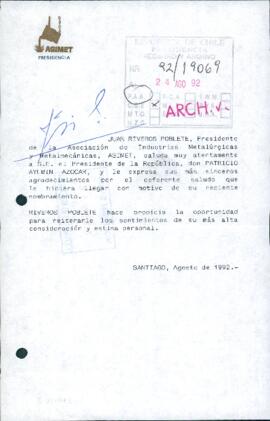 ASIMET
PRESIDENCIA
REPUBLICA DE CHILE
PRESIDENCIA
REGISTRO Y ARCHIVO
NR. 92/19069
24 AGO 92
P.A.A.
ARCH.
JUAN RIVEROS POBLETE, Presidente
de la Asociación de Industrias Metalúrgicas
y Metalmecánicas, ASIMET, saluda muy atentamente
a S.E. el Presidente de la República, don PATRICIO
AYLWIN AZOCAR, y le expresa sus más sinceros
agradecimientos por el deferente saludo que
le hiciera llegar con motivo de su reciente
nombramiento.
RIVEROS POBLETE hace propicia la oportunidad
para reiterarle los sentimientos de su más alta
consideración y estima personal.
SANTIAGO, Agosto de 1992.-